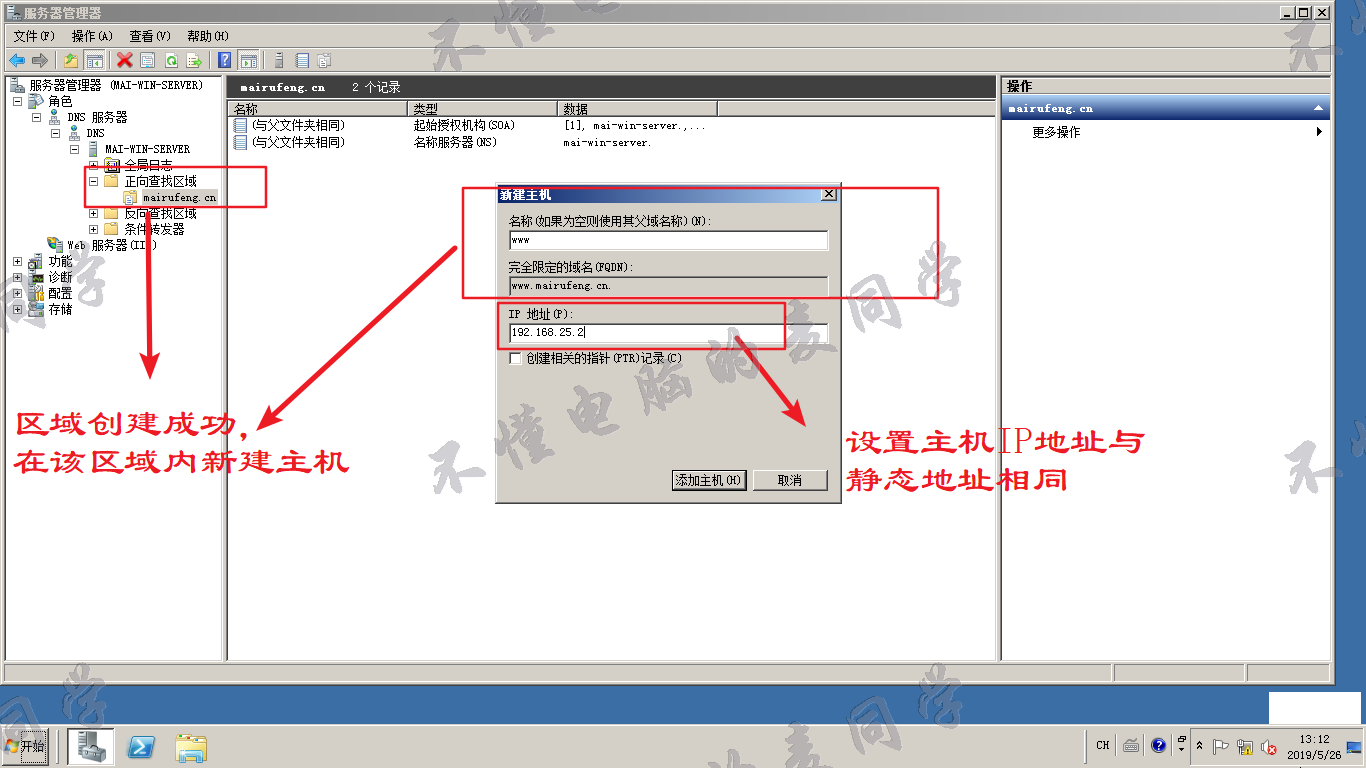 服务器管理器
文件(F) 操作(A) 查看(V) 帮助(H)
服务器管理器 (MAI-WIN-SERVER)
角色
DNS 服务器
DNS
MAI-WIN-SERVER
全局日志
正向查找区域
mairufeng.cn
反向查找区域
条件转发器
Web 服务器(II
功能
诊断
配置
存储
mairufeng.cn 2 个记录
名称 类型 数据
(与父文件夹相同) 起始授权机构(SOA) [1], mai-win-server.,...
(与父文件夹相同) 名称服务器(NS) mai-win-server.
操作
mairufeng.cn
更多操作
新建主机
名称(如果为空则使用其父域名称)(N):
www
完全限定的域名(FQDN):
www.mairufeng.cn.
IP 地址(P):
192.168.25.2
创建相关的指针(PTR)记录(C)
添加主机(H) 取消
区域创建成功,
在该区域内新建主机
设置主机IP地址与
静态地址相同
不懂电脑的麦同学
开始
CH
13:12
2019/5/26